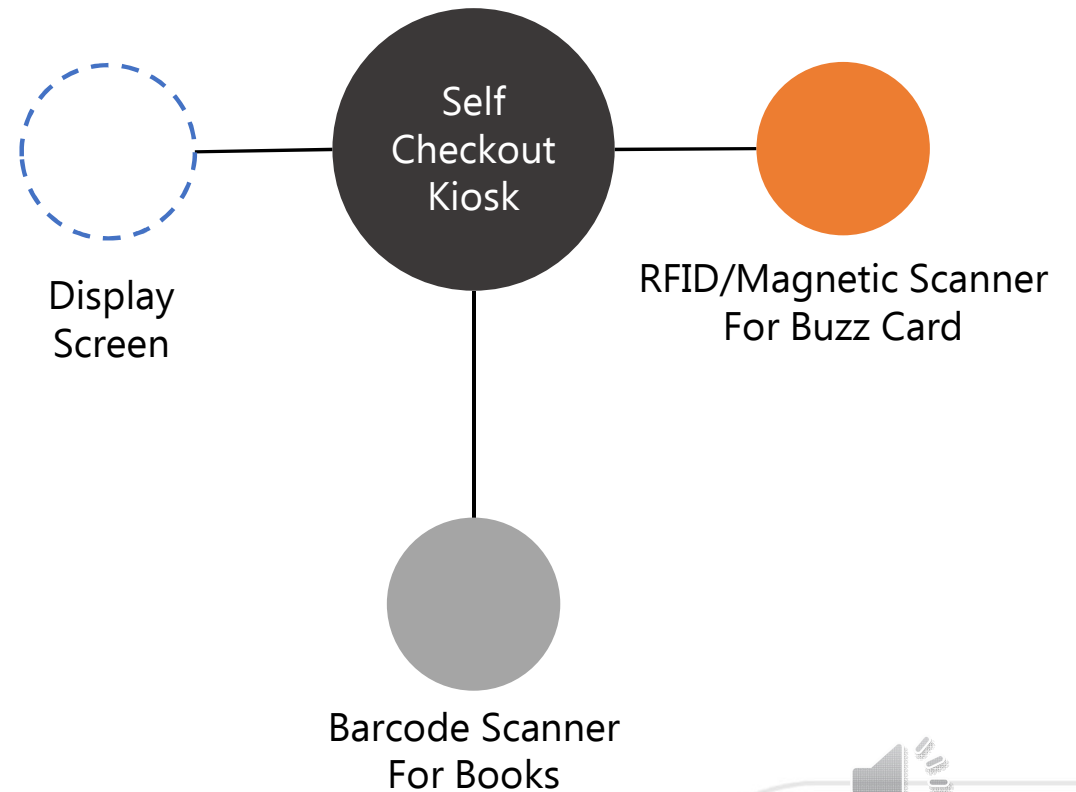 Self
Checkout
Kiosk
Display
Screen
RFID/Magnetic Scanner
For Buzz Card
Barcode Scanner
For Books